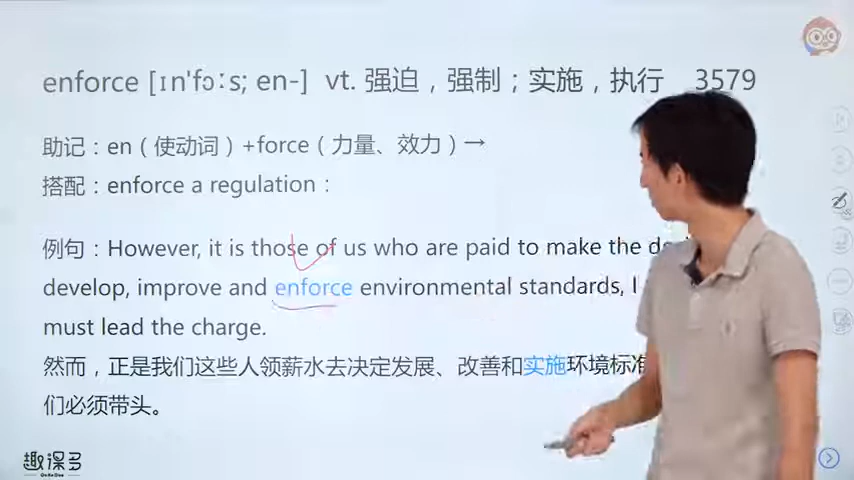 enforce [ɪn'fɔːs; en-] vt. 强迫，强制；实施，执行 3579
助记：en（使动词）+force（力量、效力）→
搭配：enforce a regulation：
例句：However, it is those of us who are paid to make the
develop, improve and enforce environmental standards, I
must lead the charge.
然而，正是我们这些人领薪水去决定发展、改善和实施环境标准
们必须带头。
趣课多